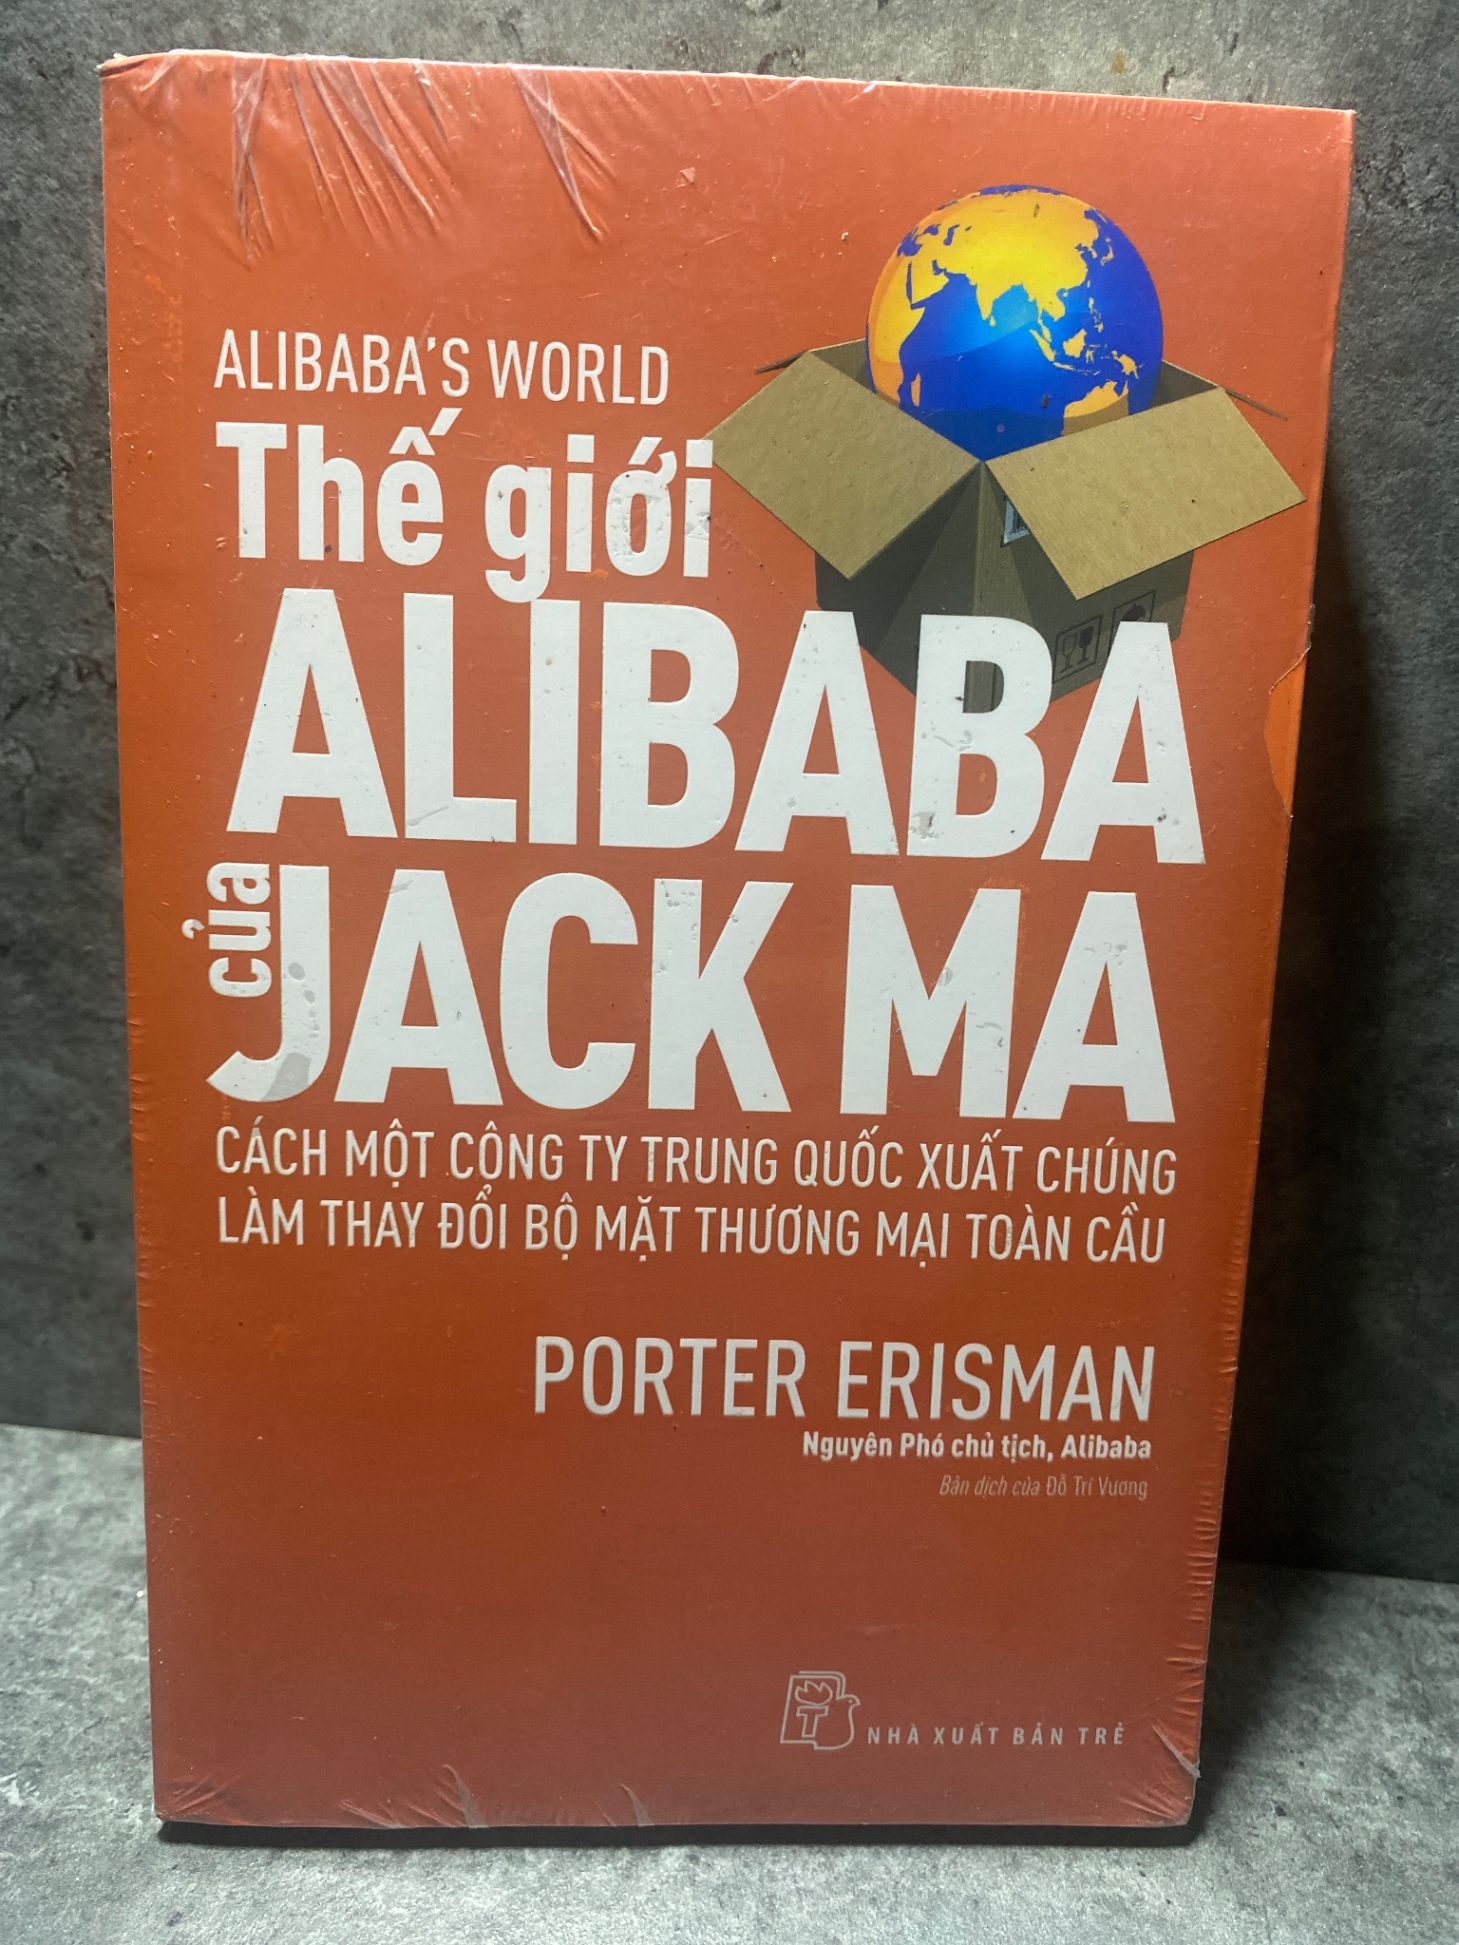 ALIBABA'S WORLD
Thế giới
ALIBABA
của
JACK MA
CÁCH MỘT CÔNG TY TRUNG QUỐC XUẤT CHÚNG
LÀM THAY ĐỔI BỘ MẶT THƯƠNG MẠI TOÀN CẦU
PORTER ERISMAN
Nguyên Phó chủ tịch, Alibaba
Bản dịch của Đỗ Trí Vương
T
NHÀ XUẤT BẢN TRẺ